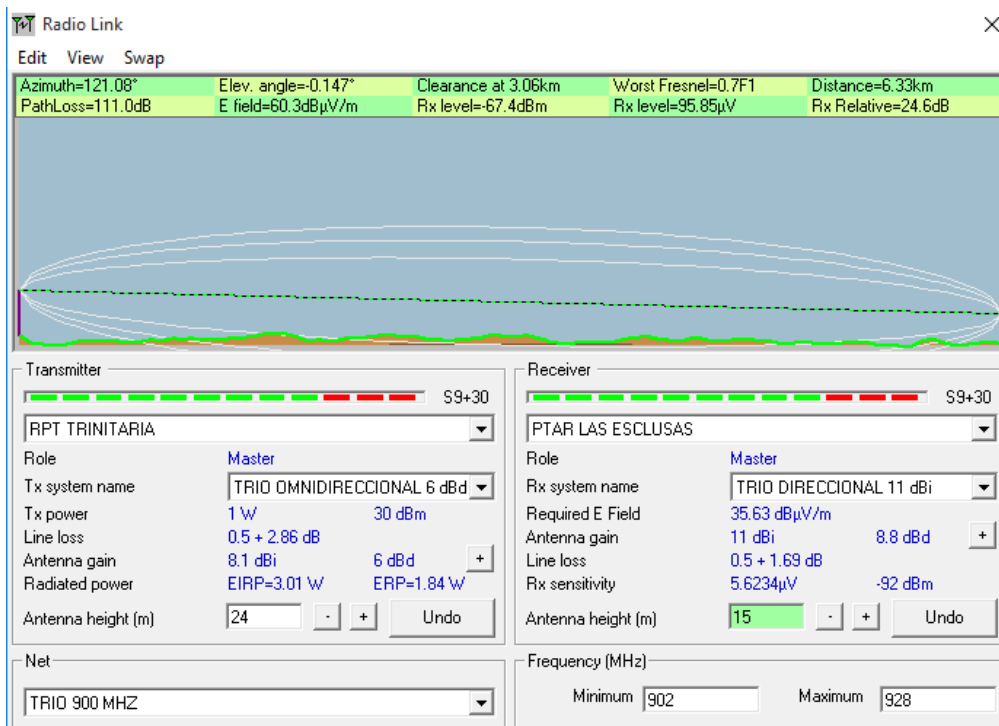 Radio Link
Edit View Swap
Azimuth=121.08° Elev. angle=-0.147° Clearance at 3.06km Worst Fresnel=0.7F1 Distance=6.33km
PathLoss=111.0dB E field=60.3dBµV/m Rx level=-67.4dBm Rx level=95.85µV Rx Relative=24.6dB
Transmitter
S9+30
RPT TRINITARIA
Role Master
Tx system name TRIO OMNIDIRECCIONAL 6 dBd
Tx power 1 W 30 dBm
Line loss 0.5 + 2.86 dB
Antenna gain 8.1 dBi 6 dBd +
Radiated power EIRP=3.01 W ERP=1.84 W
Antenna height (m) 24 - + Undo
Receiver
S9+30
PTAR LAS ESCLUSAS
Role Master
Rx system name TRIO DIRECCIONAL 11 dBi
Required E Field 35.63 dBµV/m
Antenna gain 11 dBi 8.8 dBd +
Line loss 0.5 + 1.69 dB
Rx sensitivity 5.6234µV -92 dBm
Antenna height (m) 15 - + Undo
Net
TRIO 900 MHZ
Frequency (MHz)
Minimum 902 Maximum 928